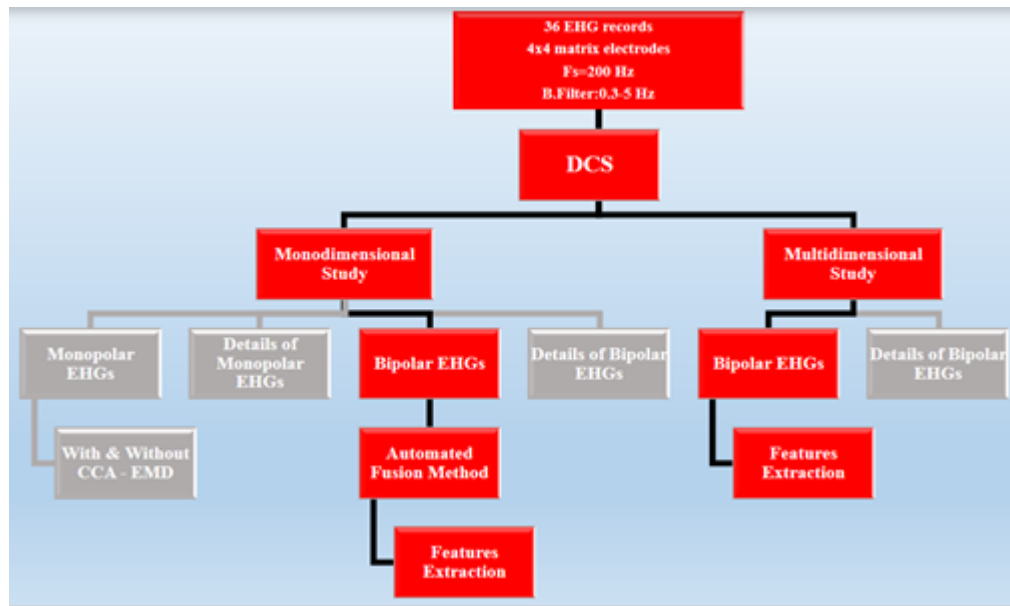 36 EHG records
4x4 matrix electrodes
Fs=200 Hz
B.Filter:0.3-5 Hz
DCS
Monodimensional
Study
Multidimensional
Study
Monopolar
EHGs
Details of
Monopolar
EHGs
Bipolar EHGs
Details of Bipolar
EHGs
Bipolar EHGs
Details of Bipolar
EHGs
With & Without
CCA - EMD
Automated
Fusion Method
Features
Extraction
Features
Extraction